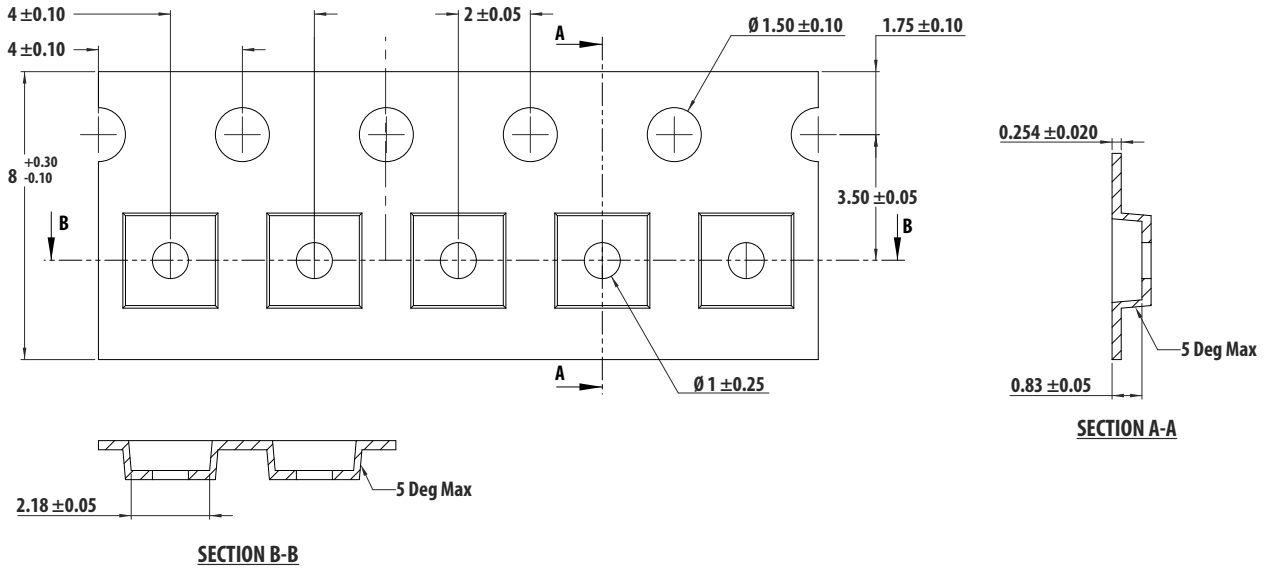 4 ±0.10
2 ±0.05
A
Ø 1.50 ±0.10
1.75 ±0.10
4 ±0.10
0.254 ±0.020
8 +0.30 -0.10
3.50 ±0.05
B
B
5 Deg Max
A
Ø 1 ±0.25
0.83 ±0.05
SECTION A-A
5 Deg Max
2.18 ±0.05
SECTION B-B